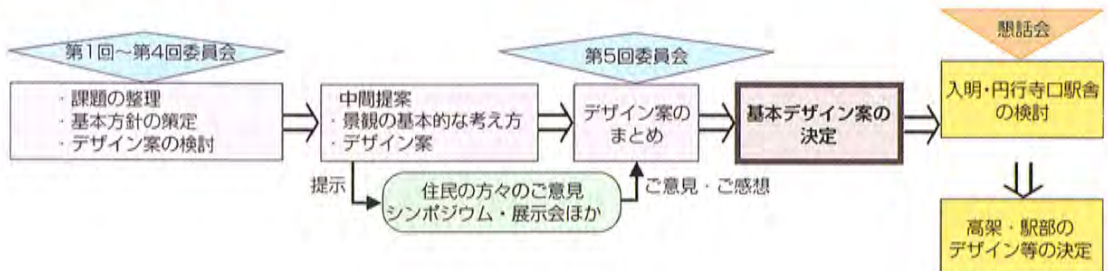 第1回～第4回委員会
・課題の整理
・基本方針の策定
・デザイン案の検討
中間提案
・景観の基本的な考え方
・デザイン案
提示
住民の方々のご意見
シンポジウム・展示会ほか
ご意見・ご感想
第5回委員会
デザイン案の
まとめ
基本デザイン案の
決定
懇話会
入明・円行寺口駅舎
の検討
高架・駅部の
デザイン等の決定